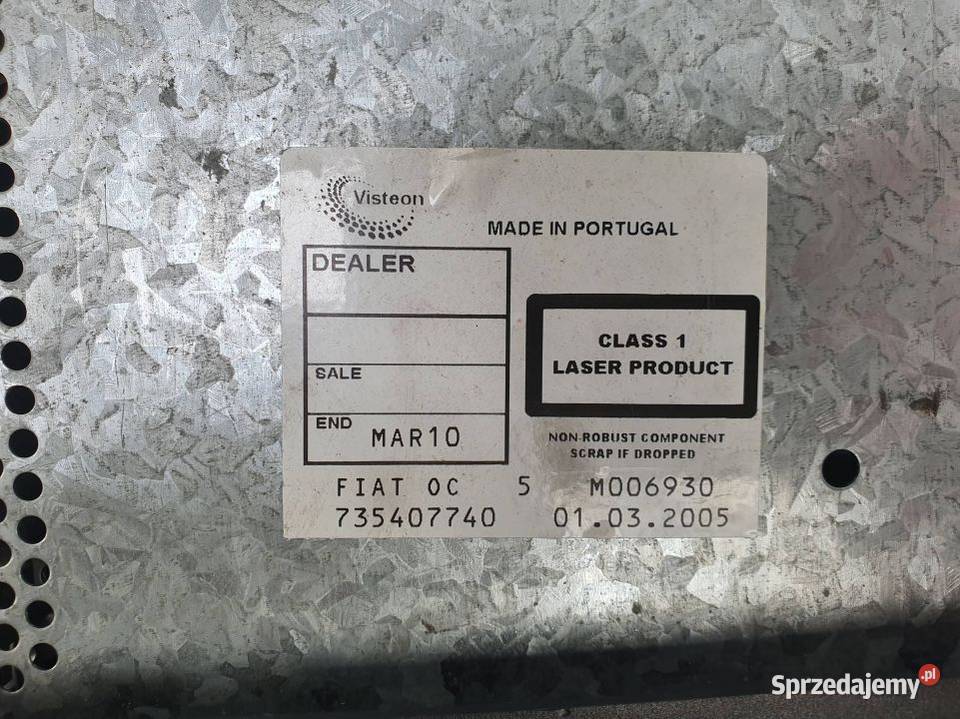 Visteon
MADE IN PORTUGAL
DEALER
CLASS 1
LASER PRODUCT
SALE
END MAR10
NON-ROBUST COMPONENT
SCRAP IF DROPPED
FIAT OC 5 M006930
735407740 01.03.2005
Sprzedajemy.pl